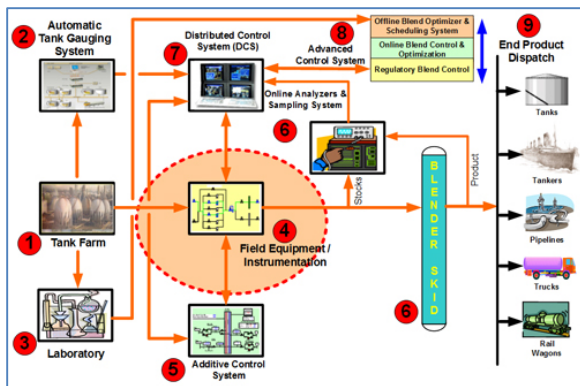 2
Automatic
Tank Gauging
System
Distributed Control
System (DCS)
7
8
Advanced
Control System
Offline Blend Optimizer &
Scheduling System
Online Blend Control &
Optimization
Regulatory Blend Control
9
End Product
Dispatch
Tanks
Online Analyzers &
Sampling System
6
Tankers
Stocks
Product
BLENDER SKID
1
Tank Farm
4
Field Equipment /
Instrumentation
Pipelines
Trucks
6
3
Laboratory
5
Additive Control
System
Rail
Wagons